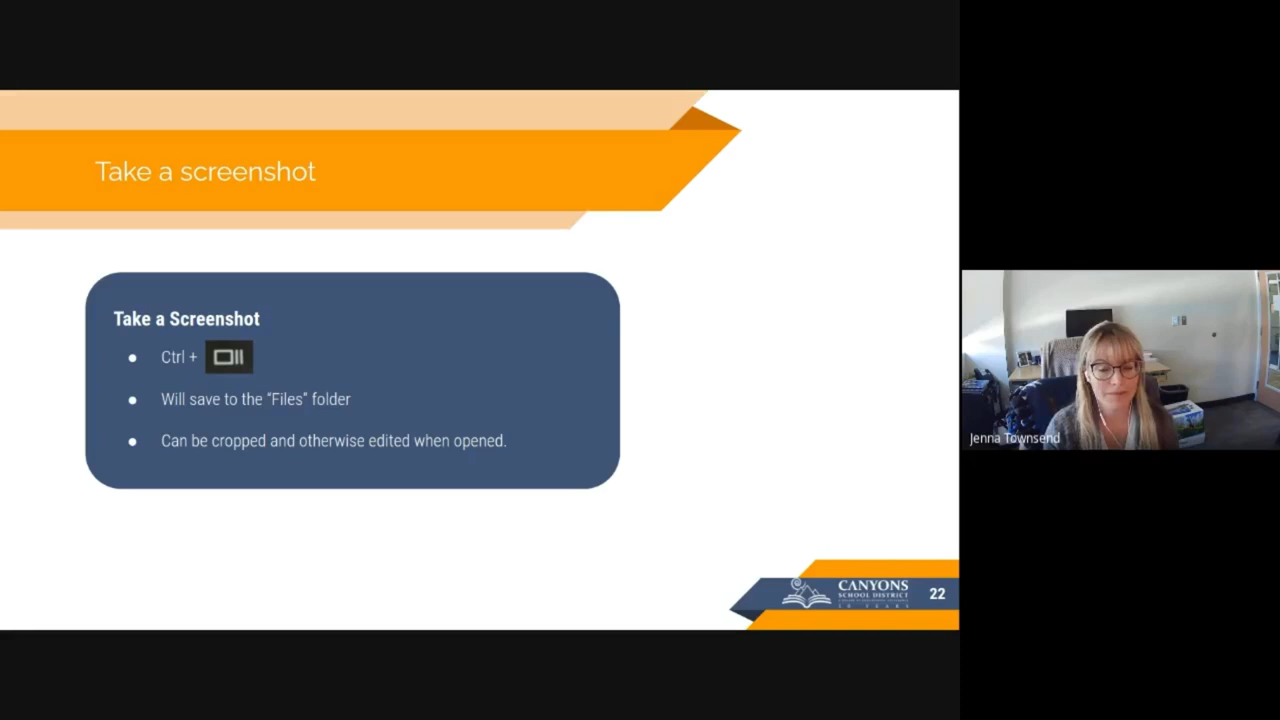 Take a screenshot
Take a Screenshot
Ctrl +
Will save to the “Files” folder
Can be cropped and otherwise edited when opened.
Jenna Townsend
CANYONS
SCHOOL DISTRICT
22